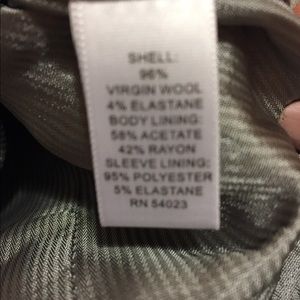 SHELL:
96%
VIRGIN WOOL
4% ELASTANE
BODY LINING:
58% ACETATE
42% RAYON
SLEEVE LINING:
95% POLYESTER
5% ELASTANE
RN 54023